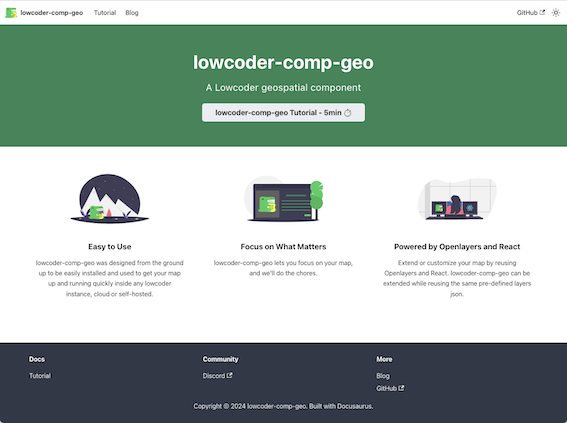 lowcoder-comp-geo Tutorial Blog GitHub
lowcoder-comp-geo
A Lowcoder geospatial component
lowcoder-comp-geo Tutorial - 5min ⏱️
Easy to Use
lowcoder-comp-geo was designed from the ground
up to be easily installed and used to get your map
up and running quickly inside any lowcoder
instance, cloud or self-hosted.
Focus on What Matters
lowcoder-comp-geo lets you focus on your map,
and we'll do the chores.
Powered by Openlayers and React
Extend or customize your map by reusing
Openlayers and React. lowcoder-comp-geo can be
extended while reusing the same pre-defined layers
json.
Docs
Tutorial
Community
Discord
More
Blog
GitHub
Copyright © 2024 lowcoder-comp-geo. Built with Docusaurus.